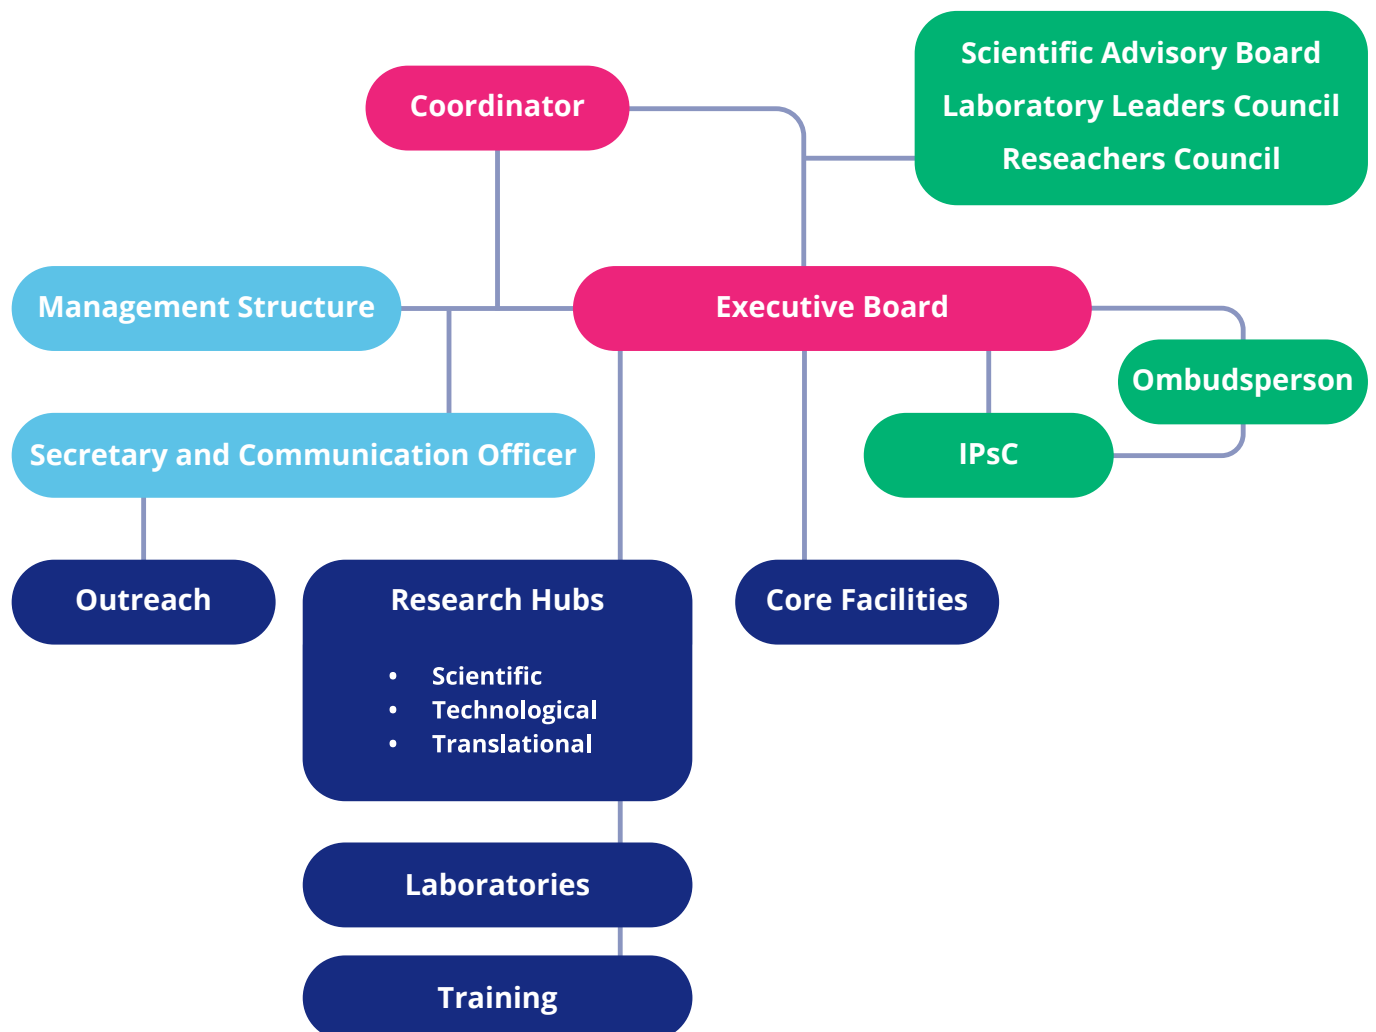 Scientific Advisory Board
Coordinator
Laboratory Leaders Council
Reseachers Council
Management Structure
Executive Board
Ombudsperson
Secretary and Communication Officer
IPsC
Outreach
Research Hubs
Core Facilities
• Scientific
• Technological
• Translational
Laboratories
Training